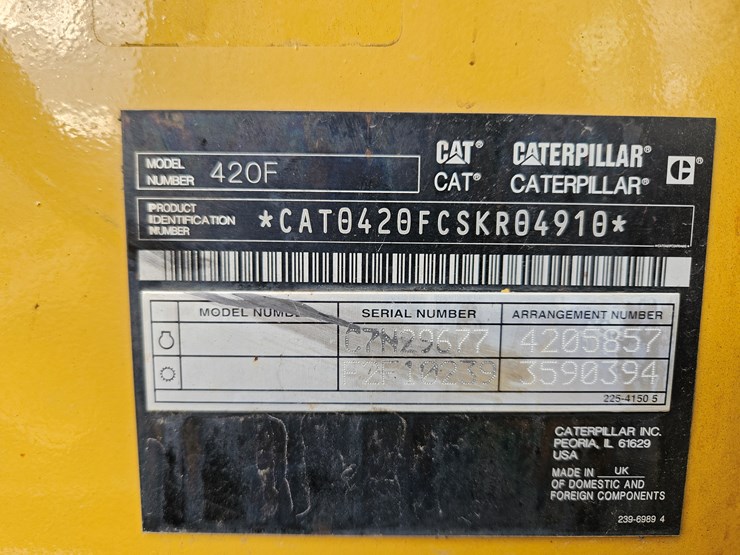 CAT® CATERPILLAR®
MODEL NUMBER 420F
CAT® CATERPILLAR®
PRODUCT IDENTIFICATION NUMBER *CAT0420FCSKR04910*
MODEL SERIAL NUMBER ARRANGEMENT NUMBER
C7N29677 4205857
3590394
225-4150 5
CATERPILLAR INC.
PEORIA, IL 61629
USA
MADE IN UK
OF DOMESTIC AND
FOREIGN COMPONENTS
239-6989 4